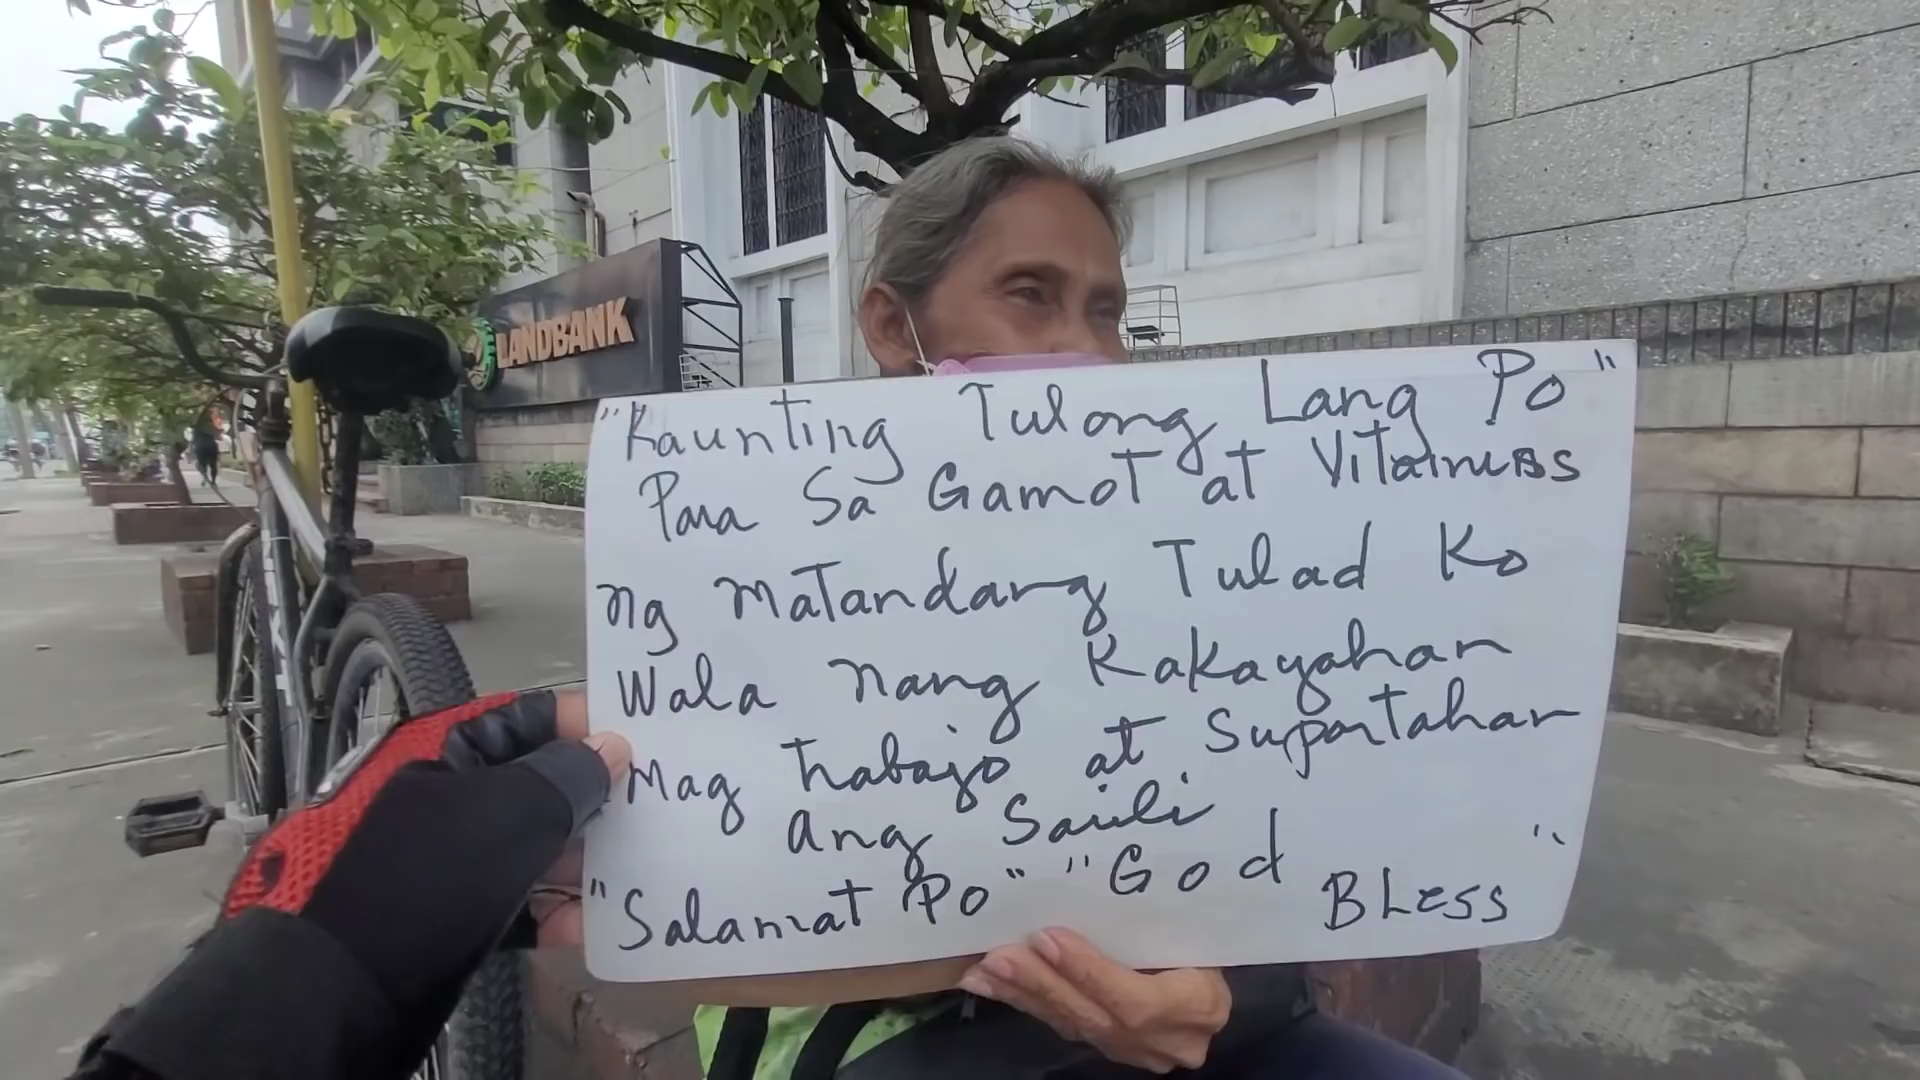 LANDBANK
"Kaunting Tulong Lang Po"
Para Sa Gamot at Vitamins
ng Matandang Tulad Ko
Wala nang Kakayahan
Mag trabajo at Suportahan
ang Sarili
"Salamat Po" "God Bless"